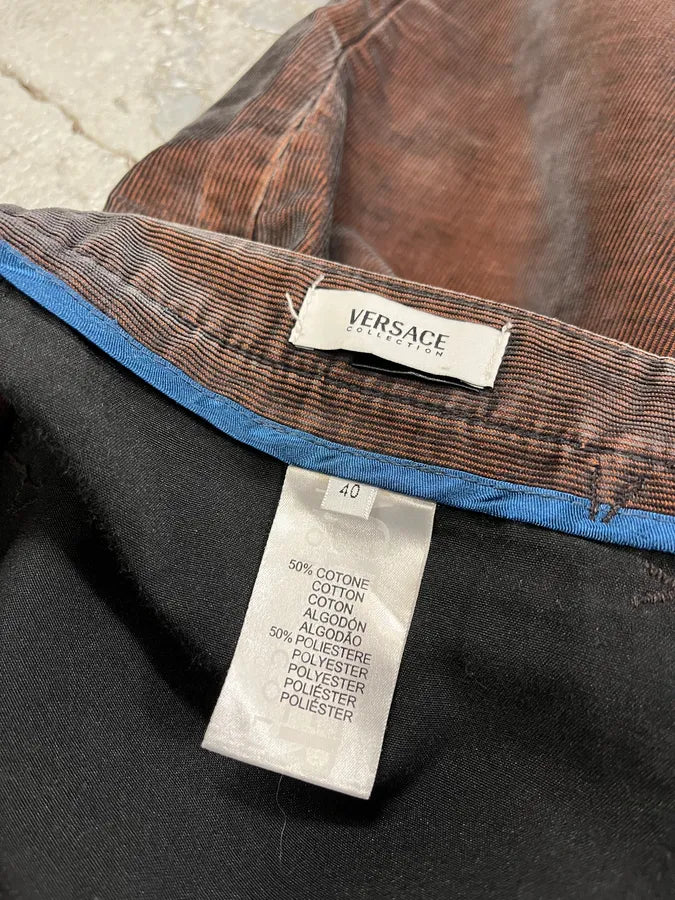 VERSACE
COLLECTION
40
50% COTONE
COTTON
COTON
ALGODÓN
ALGODÃO
50% POLIESTERE
POLYESTER
POLYESTER
POLIÉSTER
POLIÉSTER